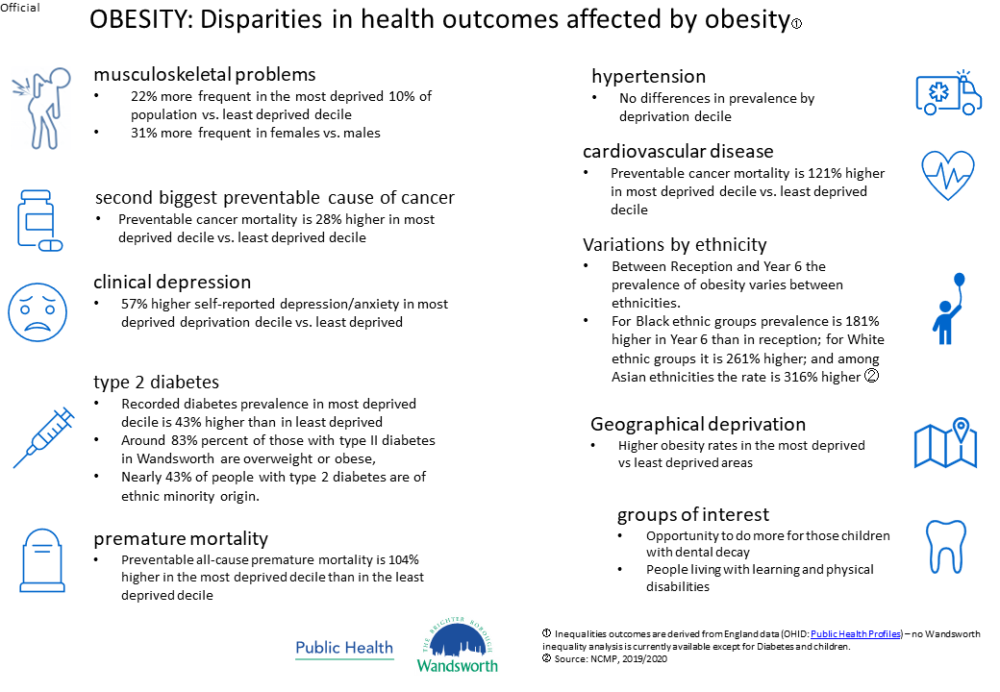 Official
OBESITY: Disparities in health outcomes affected by obesity①
musculoskeletal problems
• 22% more frequent in the most deprived 10% of
population vs. least deprived decile
• 31% more frequent in females vs. males
second biggest preventable cause of cancer
• Preventable cancer mortality is 28% higher in most
deprived decile vs. least deprived decile
clinical depression
• 57% higher self-reported depression/anxiety in most
deprived deprivation decile vs. least deprived
type 2 diabetes
• Recorded diabetes prevalence in most deprived
decile is 43% higher than in least deprived
• Around 83% percent of those with type II diabetes
in Wandsworth are overweight or obese,
• Nearly 43% of people with type 2 diabetes are of
ethnic minority origin.
premature mortality
• Preventable all-cause premature mortality is 104%
higher in the most deprived decile than in the least
deprived decile
hypertension
• No differences in prevalence by
deprivation decile
cardiovascular disease
• Preventable cancer mortality is 121% higher
in most deprived decile vs. least deprived
decile
Variations by ethnicity
• Between Reception and Year 6 the
prevalence of obesity varies between
ethnicities.
• For Black ethnic groups prevalence is 181%
higher in Year 6 than in reception; for White
ethnic groups it is 261% higher; and among
Asian ethnicities the rate is 316% higher ②
Geographical deprivation
• Higher obesity rates in the most deprived
vs least deprived areas
groups of interest
• Opportunity to do more for those children
with dental decay
• People living with learning and physical
disabilities
Public Health
THE BRIGHTER BOROUGH
Wandsworth
① Inequalities outcomes are derived from England data (OHID: Public Health Profiles) – no Wandsworth
inequality analysis is currently available except for Diabetes and children.
② Source: NCMP, 2019/2020